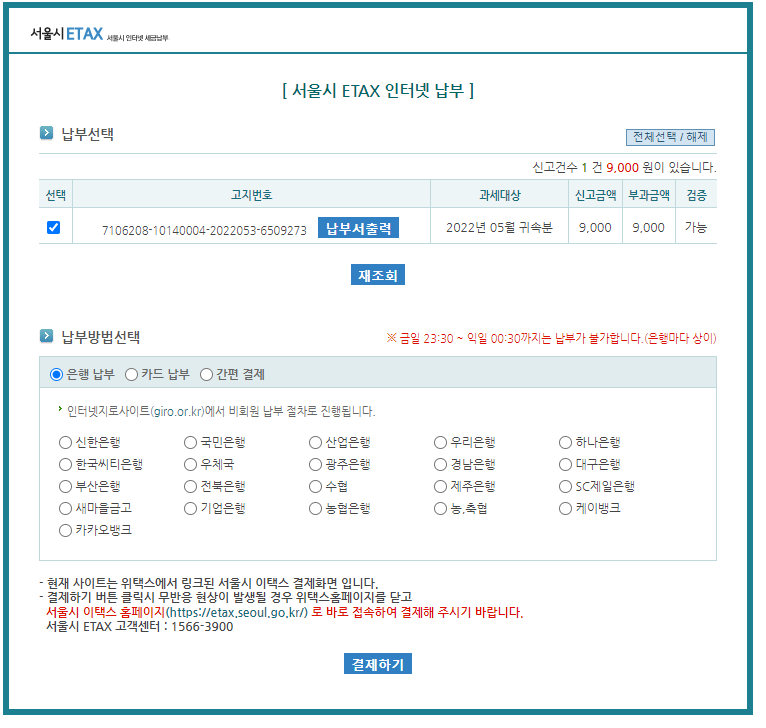 서울시 ETAX 서울시 인터넷 세금납부
[ 서울시 ETAX 인터넷 납부 ]
납부선택
전체선택 / 해제
신고건수 1 건 9,000 원이 있습니다.
선택 고지번호 과세대상 신고금액 부과금액 검증
7106208-10140004-2022053-6509273 납부서출력 2022년 05월 귀속분 9,000 9,000 가능
재조회
납부방법선택
※ 금일 23:30 ~ 익일 00:30까지는 납부가 불가합니다.(은행마다 상이)
은행 납부 카드 납부 간편 결제
인터넷지로사이트(giro.or.kr)에서 비회원 납부 절차로 진행됩니다.
신한은행 국민은행 산업은행 우리은행 하나은행
한국씨티은행 우체국 광주은행 경남은행 대구은행
부산은행 전북은행 수협 제주은행 SC제일은행
새마을금고 기업은행 농협은행 농,축협 케이뱅크
카카오뱅크
- 현재 사이트는 위택스에서 링크된 서울시 이택스 결제화면 입니다.
- 결제하기 버튼 클릭시 무반응 현상이 발생될 경우 위택스홈페이지를 닫고
서울시 이택스 홈페이지(https://etax.seoul.go.kr/) 로 바로 접속하여 결제해 주시기 바랍니다.
서울시 ETAX 고객센터 : 1566-3900
결제하기